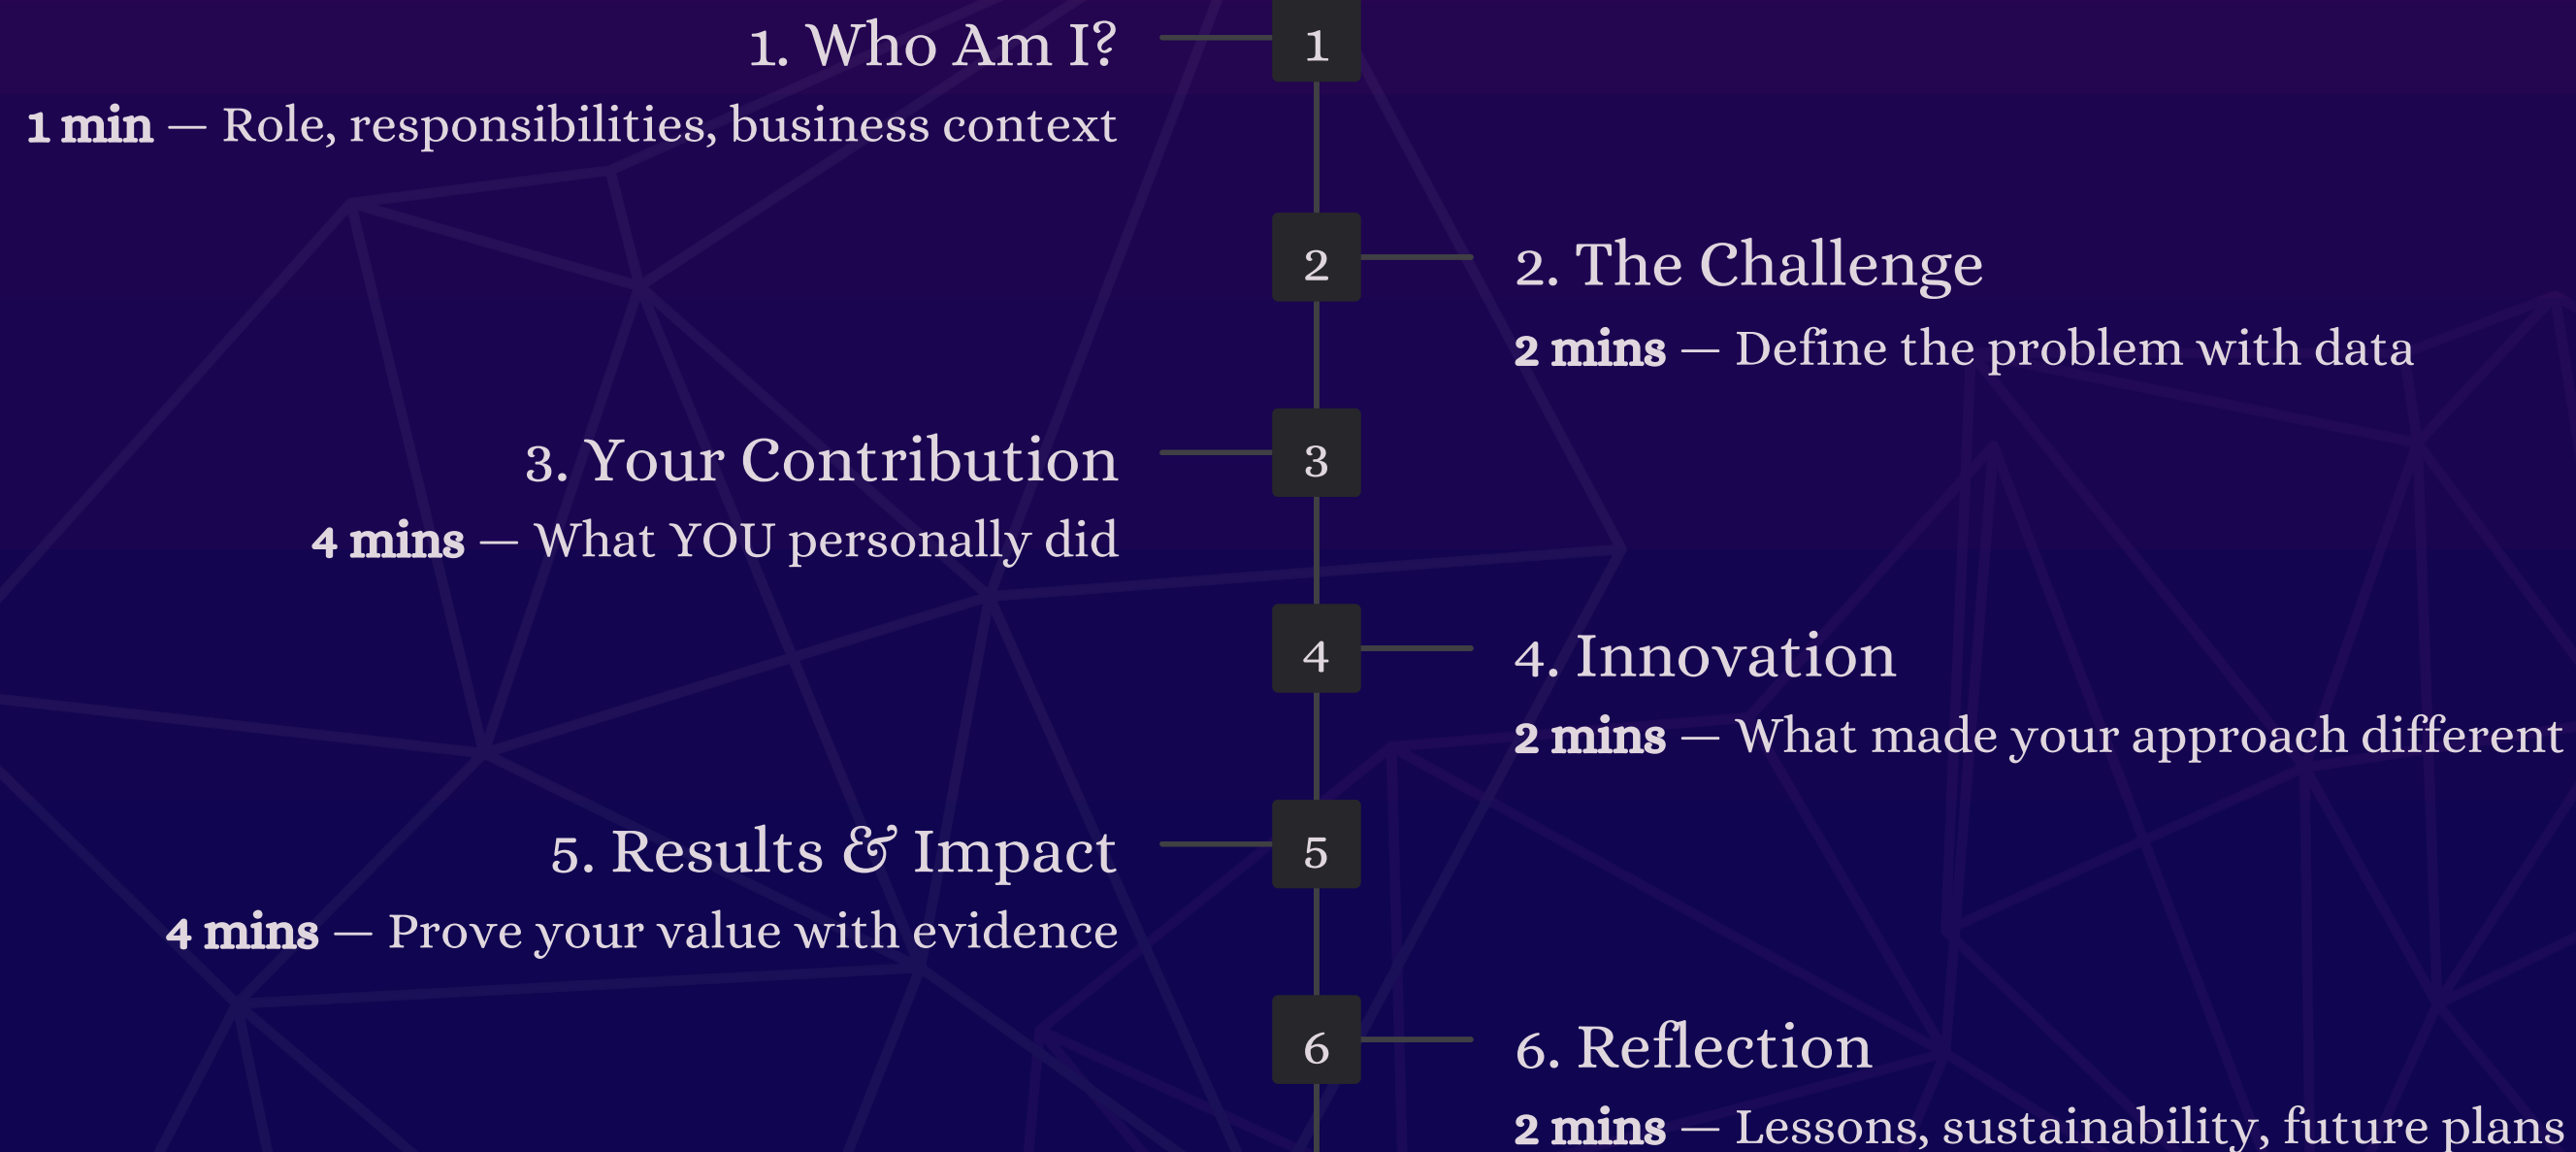 1. Who Am I?
1
1 min — Role, responsibilities, business context
2
2. The Challenge
2 mins — Define the problem with data
3. Your Contribution
3
4 mins — What YOU personally did
4
4. Innovation
2 mins — What made your approach different
5. Results & Impact
5
4 mins — Prove your value with evidence
6
6. Reflection
2 mins — Lessons, sustainability, future plans